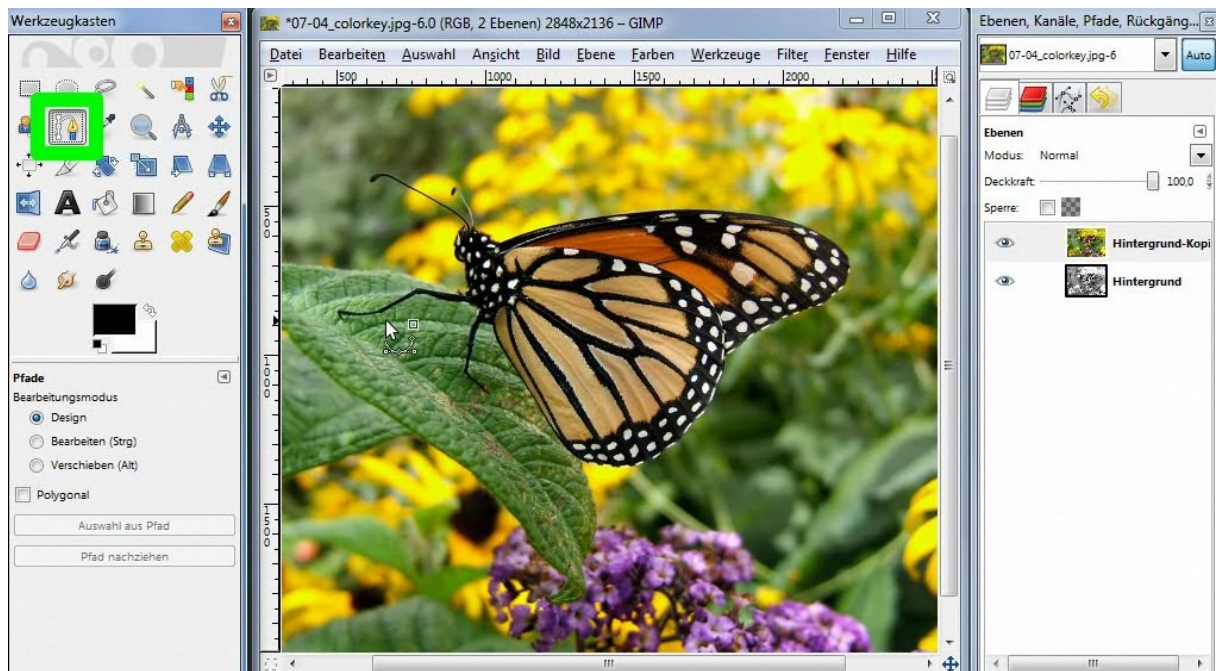 Werkzeugkasten
*07-04_colorkey.jpg-6.0 (RGB, 2 Ebenen) 2848x2136 – GIMP
Datei Bearbeiten Auswahl Ansicht Bild Ebene Farben Werkzeuge Filter Fenster Hilfe
500 1000 1500 2000
500
1000
1500
Pfade
Bearbeitungsmodus
Design
Bearbeiten (Strg)
Verschieben (Alt)
Polygonal
Auswahl aus Pfad
Pfad nachziehen
Ebenen, Kanäle, Pfade, Rückgäng...
07-04_colorkey.jpg-6 Auto
Ebenen
Modus: Normal
Deckkraft: 100,0
Sperre:
Hintergrund-Kopi
Hintergrund